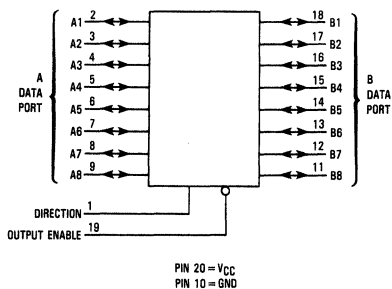 A1 2 18 B1
A2 3 17 B2
A3 4 16 B3
A4 5 15 B4
A5 6 14 B5
A6 7 13 B6
A7 8 12 B7
A8 9 11 B8
A
DATA
PORT
B
DATA
PORT
DIRECTION 1
OUTPUT ENABLE 19
PIN 20 = VCC
PIN 10 = GND